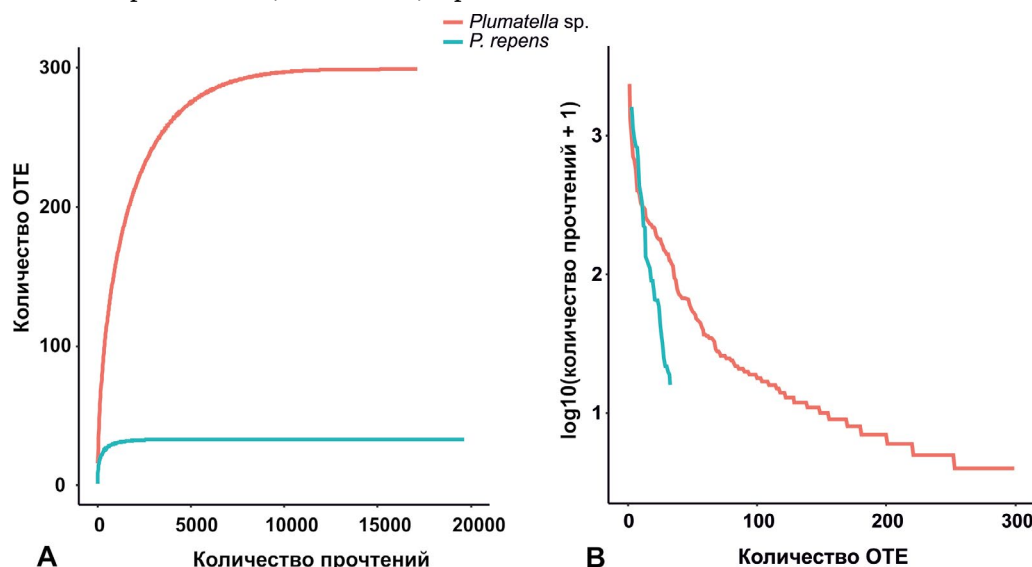 Plumatella sp.
P. repens
Количество ОТЕ
300
200
100
0
0 5000 10000 15000 20000
A Количество прочтений
log10(количество прочтений + 1)
3
2
1
0 100 200 300
B Количество ОТЕ